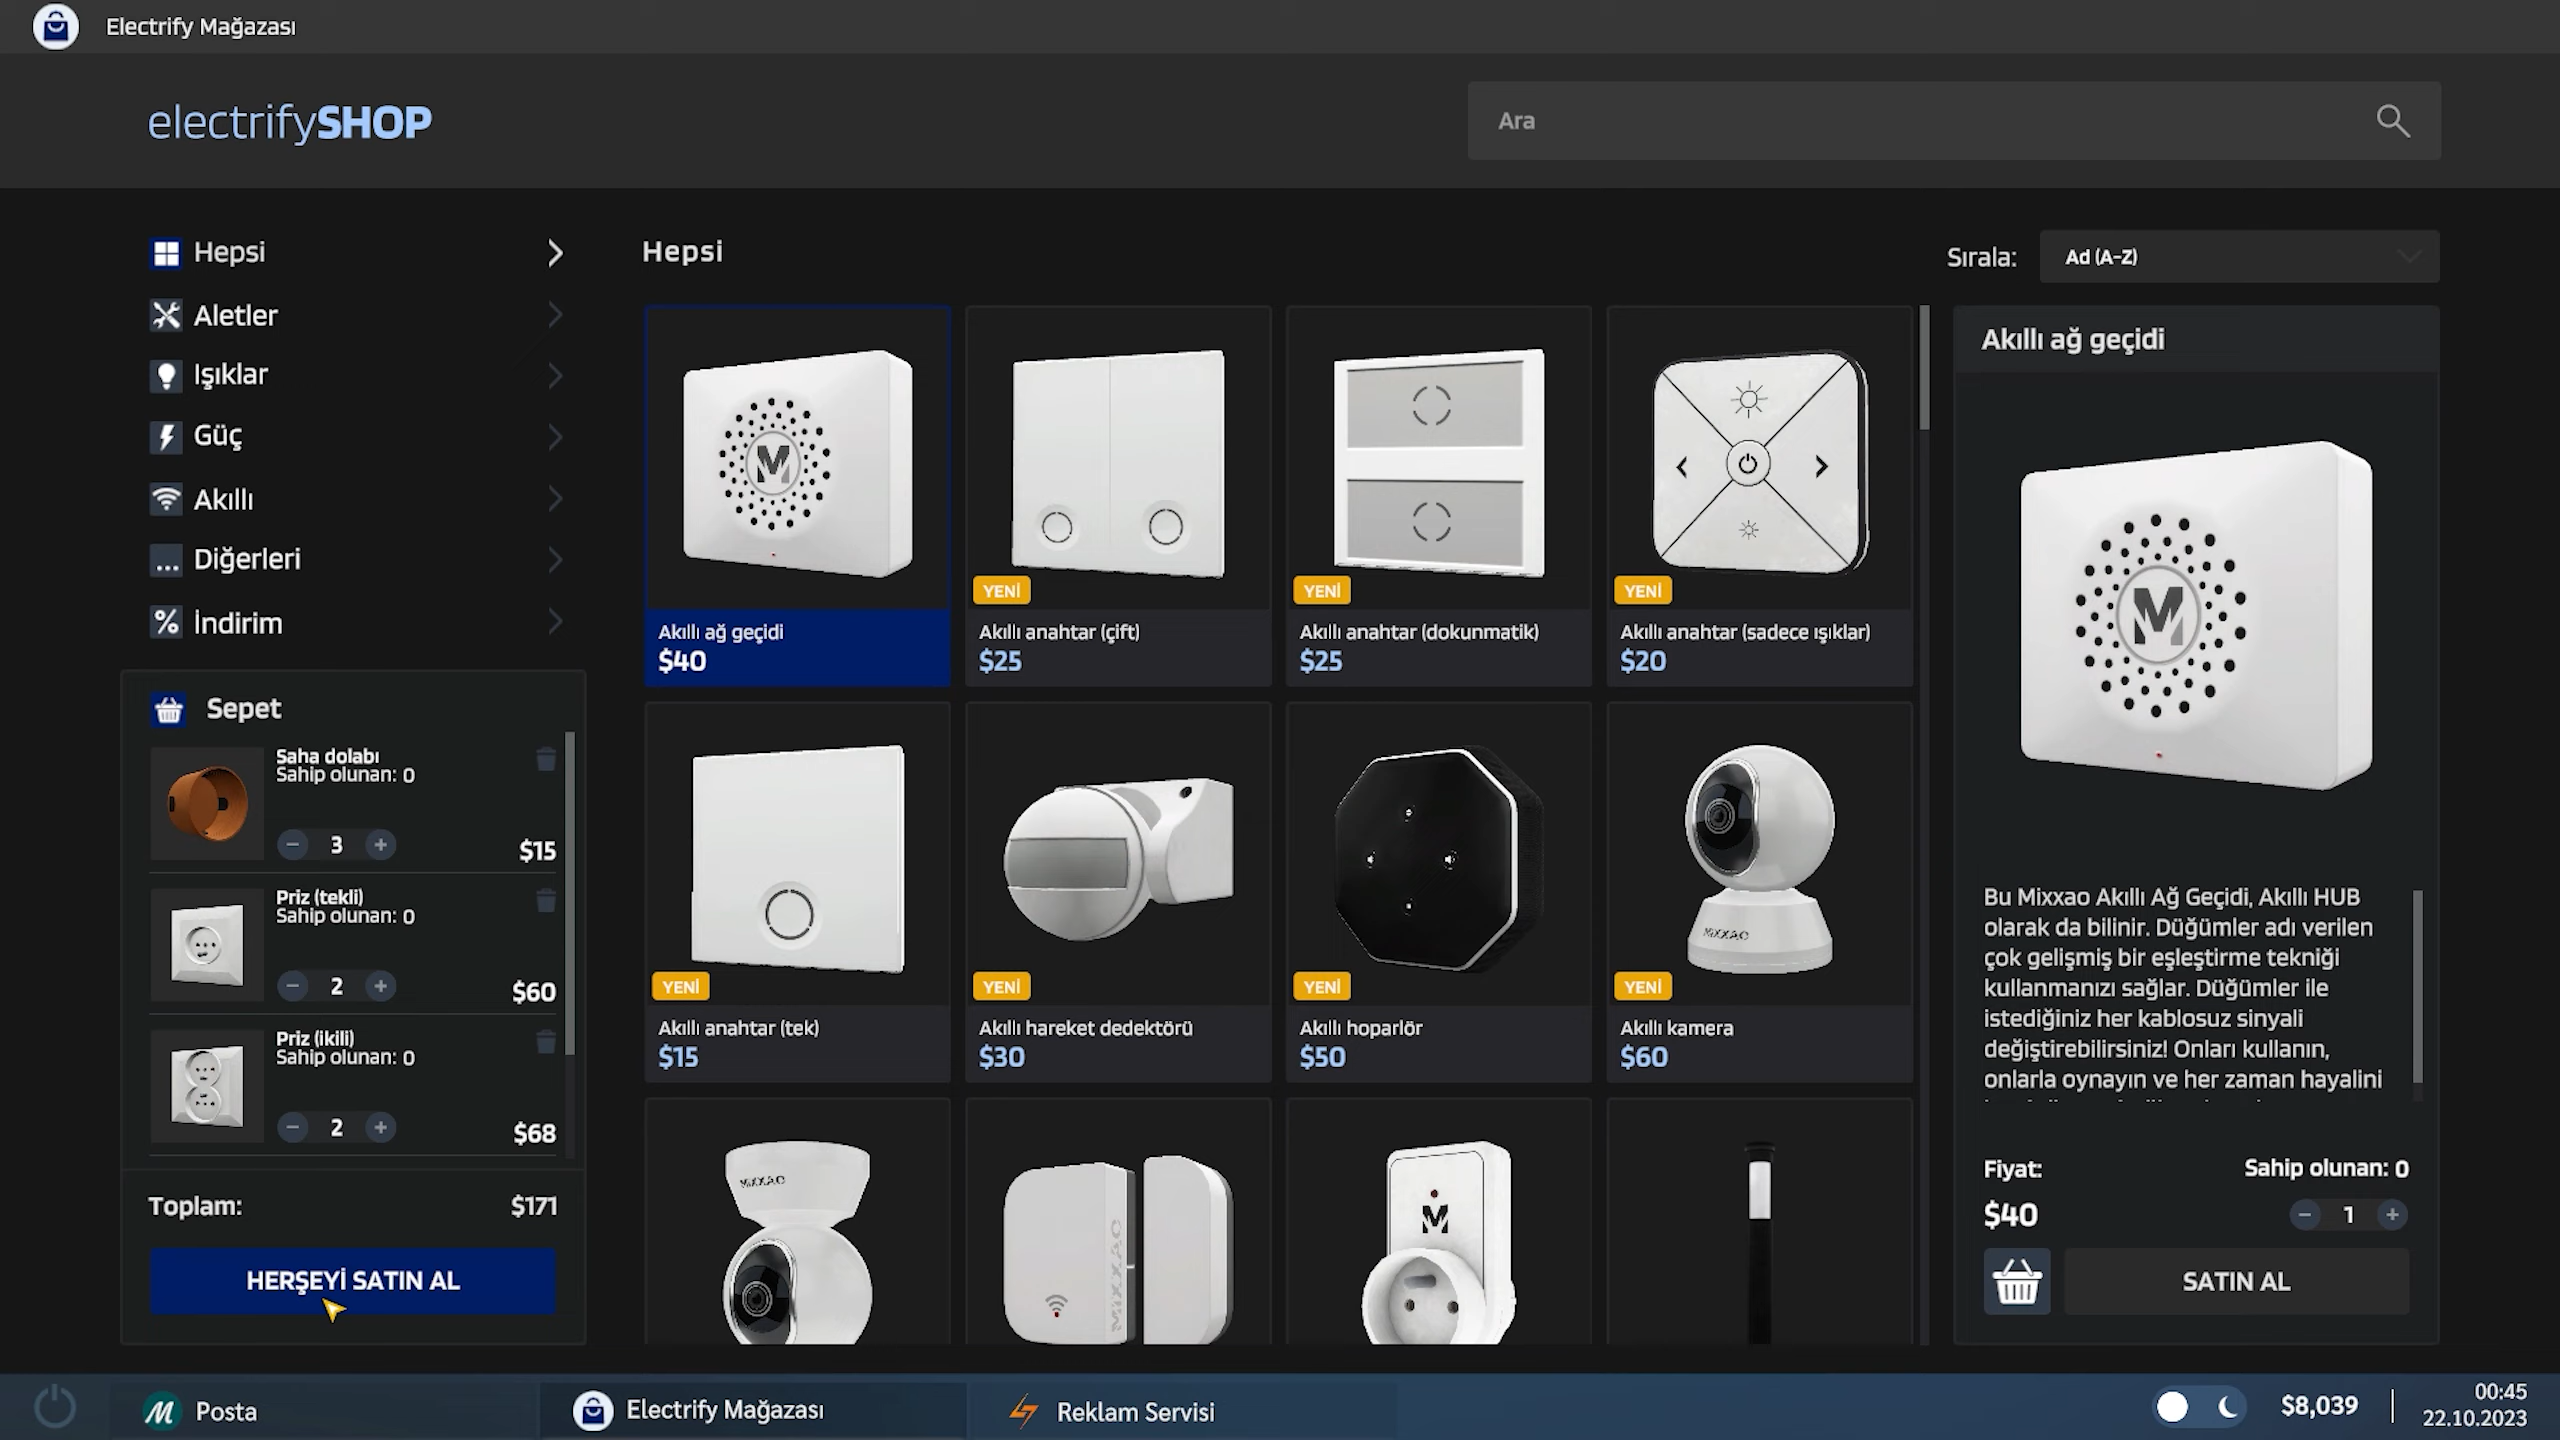 Electrify Mağazası
electrifySHOP
Ara
Hepsi
Aletler
Işıklar
Güç
Akıllı
Diğerleri
İndirim
Sepet
Saha dolabı
Sahip olunan: 0
3
$15
Priz (tekli)
Sahip olunan: 0
2
$60
Priz (ikili)
Sahip olunan: 0
2
$68
Toplam:
$171
HERŞEYİ SATIN AL
Hepsi
Sırala:
Ad (A-Z)
M
Akıllı ağ geçidi
$40
YENİ
Akıllı anahtar (çift)
$25
YENİ
Akıllı anahtar (dokunmatik)
$25
YENİ
Akıllı anahtar (sadece ışıklar)
$20
YENİ
Akıllı anahtar (tek)
$15
YENİ
Akıllı hareket dedektörü
$30
YENİ
Akıllı hoparlör
$50
MIXXAO
YENİ
Akıllı kamera
$60
MIXXAO
MIXXAO
M
Akıllı ağ geçidi
M
Bu Mixxao Akıllı Ağ Geçidi, Akıllı HUB
olarak da bilinir. Düğümler adı verilen
çok gelişmiş bir eşleştirme tekniği
kullanmanızı sağlar. Düğümler ile
istediğiniz her kablosuz sinyali
değiştirebilirsiniz! Onları kullanın,
onlarla oynayın ve her zaman hayalini
Fiyat:
Sahip olunan: 0
$40
1
SATIN AL
Posta
Electrify Mağazası
Reklam Servisi
$8,039
00:45
22.10.2023